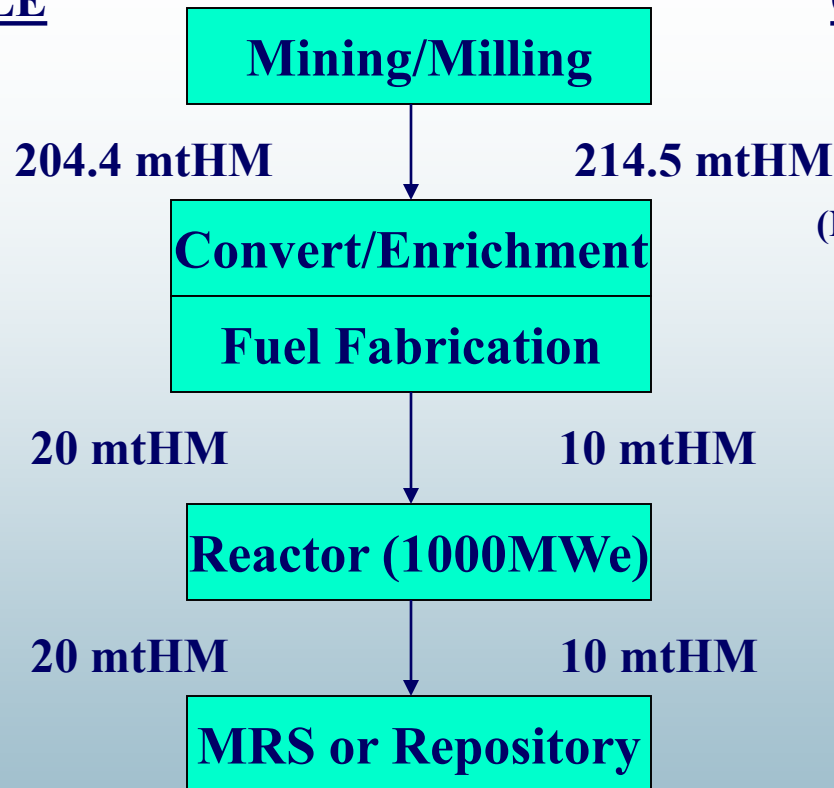 Mining/Milling
204.4 mtHM 214.5 mtHM
Convert/Enrichment
Fuel Fabrication
20 mtHM 10 mtHM
Reactor (1000MWe)
20 mtHM 10 mtHM
MRS or Repository